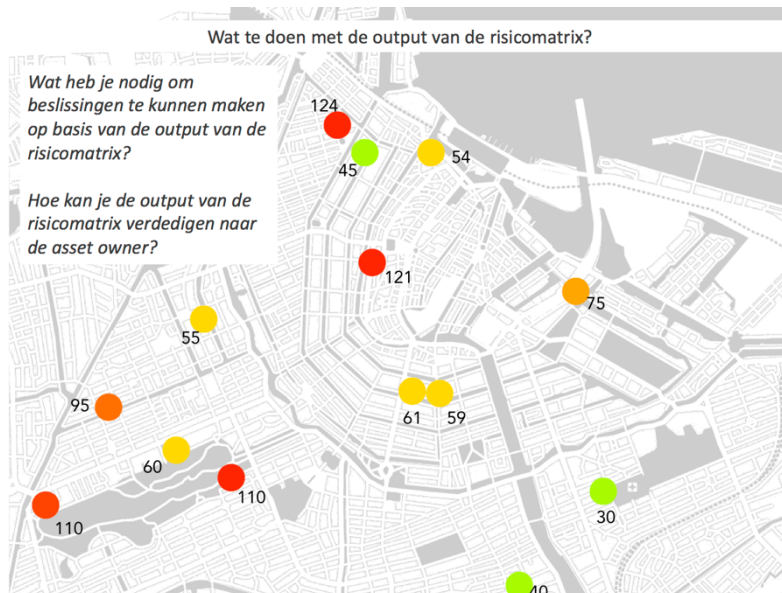 Wat te doen met de output van de risicomatrix?
Wat heb je nodig om
beslissingen te kunnen maken
op basis van de output van de
risicomatrix?
Hoe kan je de output van de
risicomatrix verdedigen naar
de asset owner?
124
45
54
121
75
55
95
61
59
60
110
110
30
40